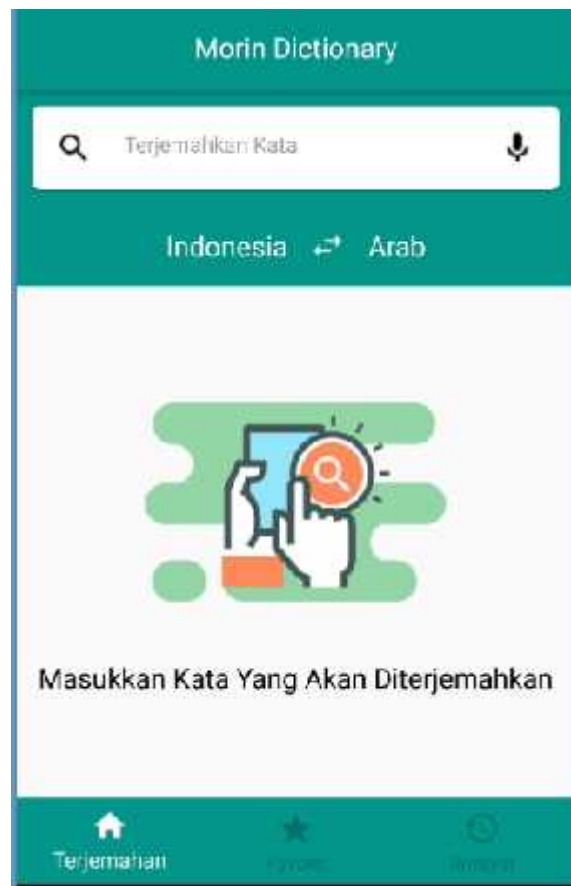 Morin Dictionary
Terjemahkan Kata
Indonesia Arab
Masukkan Kata Yang Akan Diterjemahkan
Terjemahan